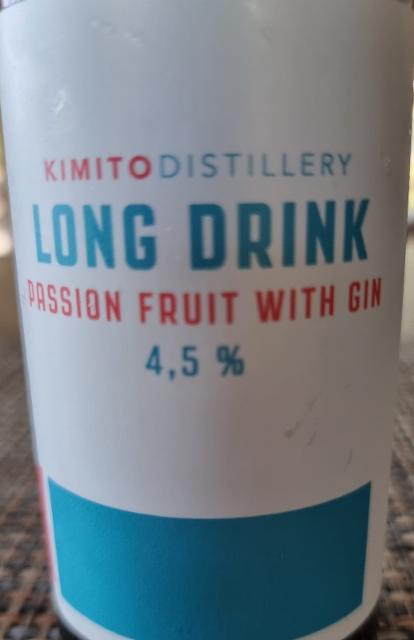 KIMITODISTILLERY
LONG DRINK
PASSION FRUIT WITH GIN
4,5 %